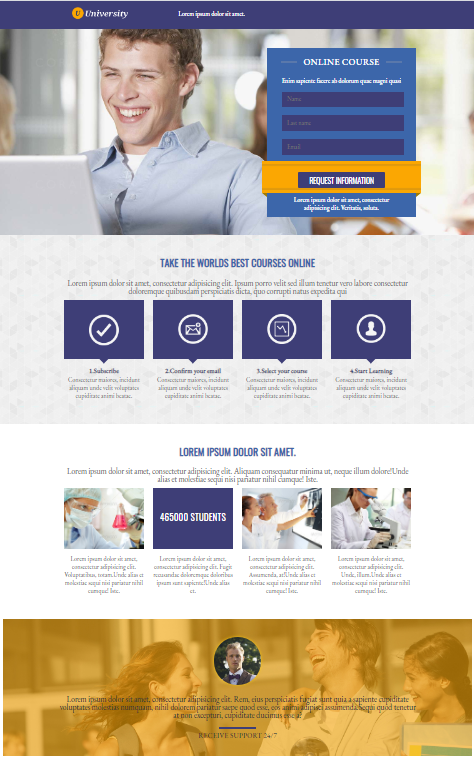 U University
Lorem ipsum dolor sit amet.
ONLINE COURSE
Enim sapiente facere ab dolorum quae magni quasi
Name
Last name
Email
REQUEST INFORMATION
Lorem ipsum dolor sit amet, consectetur
adipisicing elit. Veritatis, soluta.
TAKE THE WORLDS BEST COURSES ONLINE
Lorem ipsum dolor sit amet, consectetur adipisicing elit. Ipsum porro velit sed illum tenetur vero labore consectetur
doloremque quibusdam perspiciatis dicta, quo corrupti natus expedita qui
1.Subscribe
Consectetur maiores, incidunt
aliquam unde velit voluptates
cupiditate animi beatae.
2.Confirm your email
Consectetur maiores, incidunt
aliquam unde velit voluptates
cupiditate animi beatae.
3.Select your course
Consectetur maiores, incidunt
aliquam unde velit voluptates
cupiditate animi beatae.
4.Start Learning
Consectetur maiores, incidunt
aliquam unde velit voluptates
cupiditate animi beatae.
LOREM IPSUM DOLOR SIT AMET.
Lorem ipsum dolor sit amet, consectetur adipisicing elit. Aliquam consequatur minima ut, neque illum dolore!Unde
alias et molestiae sequi nisi pariatur nihil cumque! Iste.
465000 STUDENTS
Lorem ipsum dolor sit amet,
consectetur adipisicing elit.
Voluptatibus, totam.Unde alias et
molestiae sequi nisi pariatur nihil
cumque! Iste.
Lorem ipsum dolor sit amet,
consectetur adipisicing elit. Fugit
recusandae doloremque doloribus
ipsum sunt sapiente!Unde alias
et.
Lorem ipsum dolor sit amet,
consectetur adipisicing elit.
Assumenda, at!Unde alias et
molestiae sequi nisi pariatur nihil
cumque! Iste.
Lorem ipsum dolor sit amet,
consectetur adipisicing elit.
Unde, illum.Unde alias et
molestiae sequi nisi pariatur nihil
cumque! Iste.
Lorem ipsum dolor sit amet, consectetur adipisicing elit. Rem, eius perspiciatis fugiat sunt quia a sapiente cupiditate
voluptates molestias numquam, nihil dolorem pariatur saepe quod esse, eos animi adipisci assumenda.Sequi quos tenetur
at non excepturi, cupiditate ducimus esse.a
RECEIVE SUPPORT 24/7